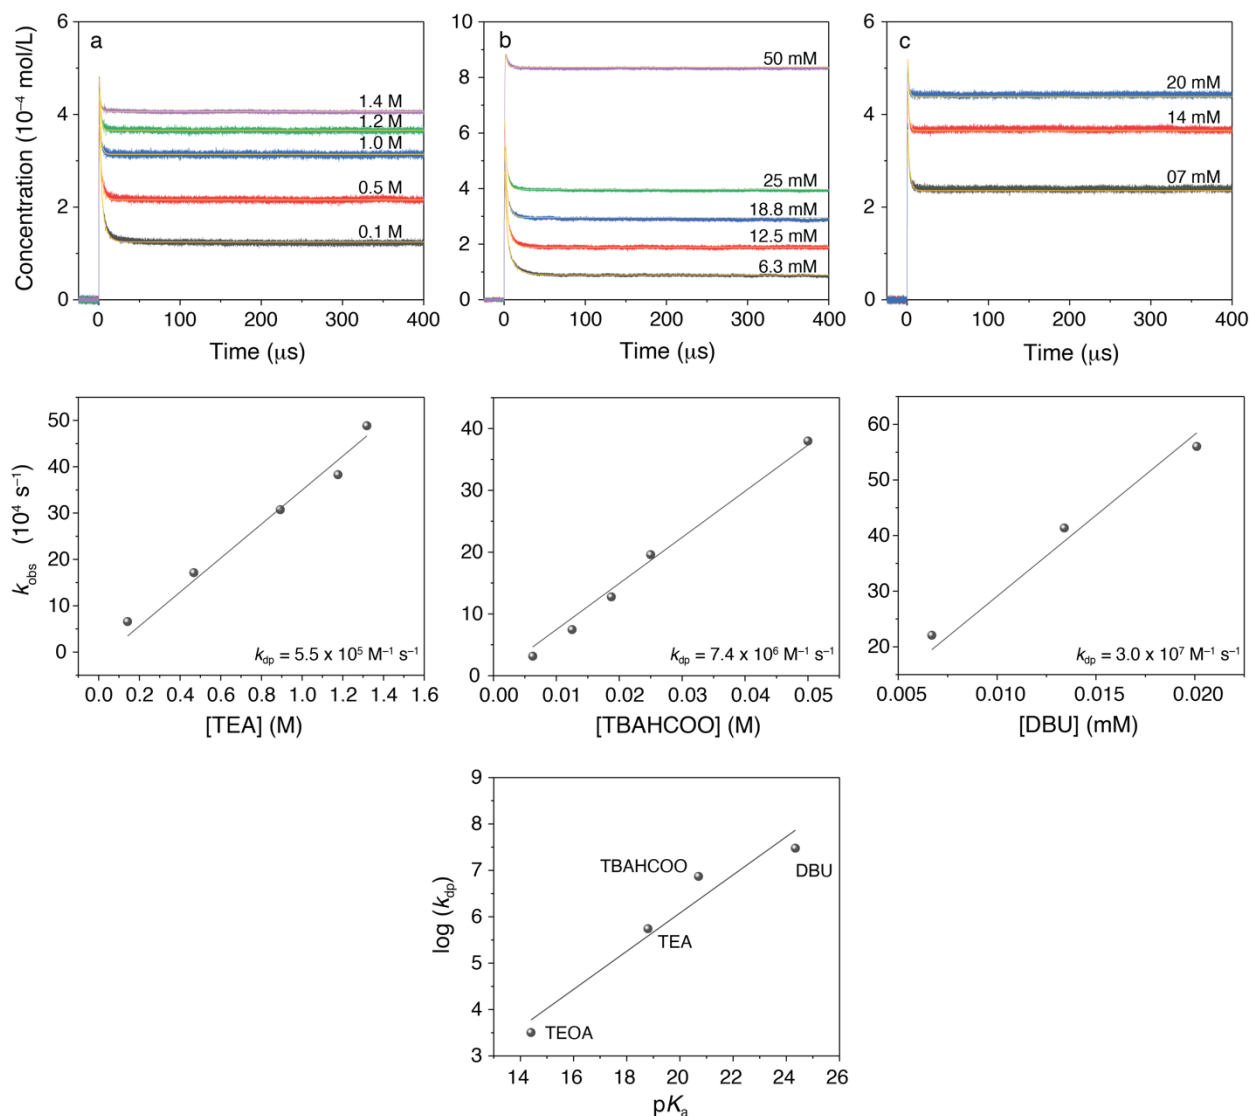 a
6
4
2
0
Concentration (10⁻⁴ mol/L)
1.4 M
1.2 M
1.0 M
0.5 M
0.1 M
0 100 200 300 400
Time (μs)
b
10
8
6
4
2
0
50 mM
25 mM
18.8 mM
12.5 mM
6.3 mM
0 100 200 300 400
Time (μs)
c
6
4
2
0
20 mM
14 mM
07 mM
0 100 200 300 400
Time (μs)
50
40
30
20
10
0
k_obs (10⁴ s⁻¹)
k_dp = 5.5 x 10⁵ M⁻¹ s⁻¹
0.0 0.2 0.4 0.6 0.8 1.0 1.2 1.4 1.6
[TEA] (M)
40
30
20
10
0
k_dp = 7.4 x 10⁶ M⁻¹ s⁻¹
0.00 0.01 0.02 0.03 0.04 0.05
[TBAHCOO] (M)
60
50
40
30
20
k_dp = 3.0 x 10⁷ M⁻¹ s⁻¹
0.005 0.010 0.015 0.020
[DBU] (mM)
9
8
7
6
5
4
3
log (k_dp)
TBAHCOO
DBU
TEA
TEOA
14 16 18 20 22 24 26
pKₐ